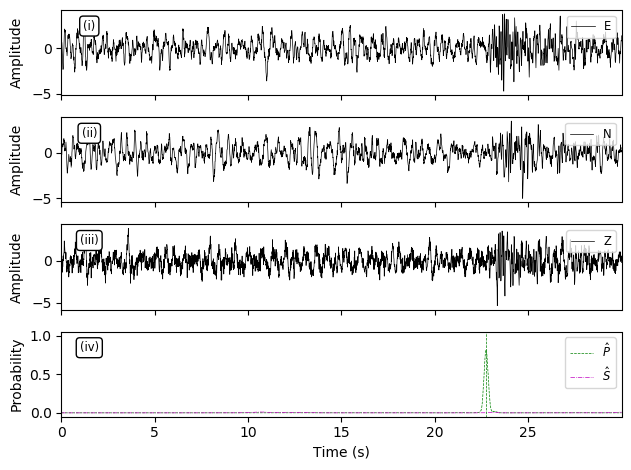 (i)
E
Amplitude
0
−5
(ii)
N
Amplitude
0
−5
(iii)
Z
Amplitude
0
−5
(iv)
P̂
Ŝ
Probability
1.0
0.5
0.0
0 5 10 15 20 25
Time (s)